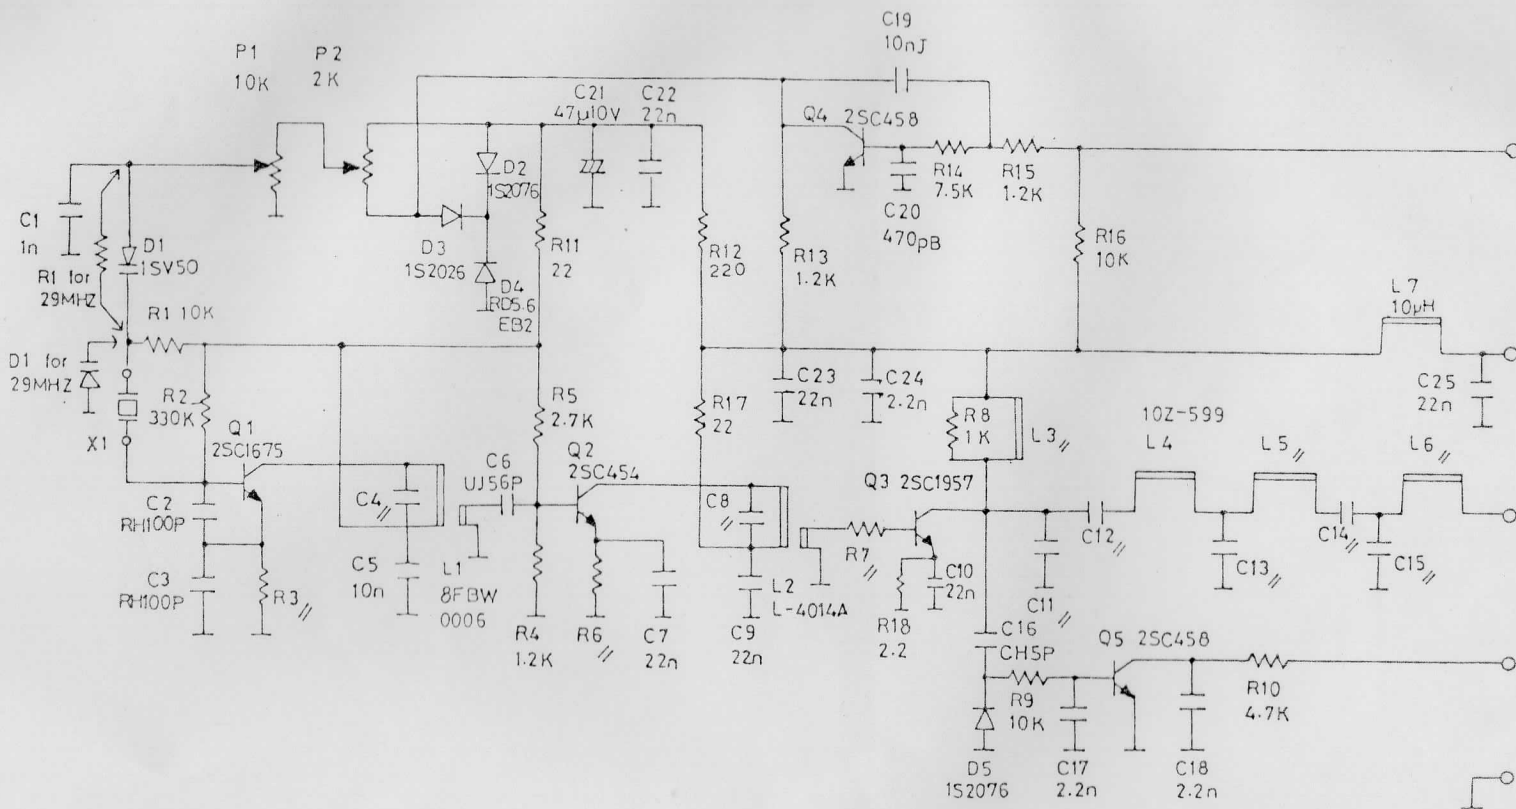 C19
10nJ
P1
10K
P2
2K
C21
47µ10V
C22
22n
Q4 2SC458
R14
7.5K
R15
1.2K
C20
470pB
D2
1S2076
C1
1n
D1
1SV50
R1 for
29MHZ
D3
1S2026
D4
RD5.6
EB2
R11
22
R12
220
R13
1.2K
R16
10K
L7
10µH
R1 10K
D1 for
29MHZ
R2
330K
X1
Q1
2SC1675
R5
2.7K
Q2
2SC454
C6
UJ56P
R17
22
C23
22n
C24
2.2n
R8
1K
L3 //
10Z-599
L4
L5 //
L6 //
C25
22n
Q3 2SC1957
C2
RH100P
C4 //
C8 //
C3
RH100P
R3 //
C5
10n
L1
8FBW
0006
R4
1.2K
R6 //
C7
22n
C9
22n
L2
L-4014A
R7 //
R18
2.2
C10
22n
C11 //
C12 //
C13 //
C14 //
C15 //
C16
CH5P
Q5 2SC458
R9
10K
R10
4.7K
D5
1S2076
C17
2.2n
C18
2.2n